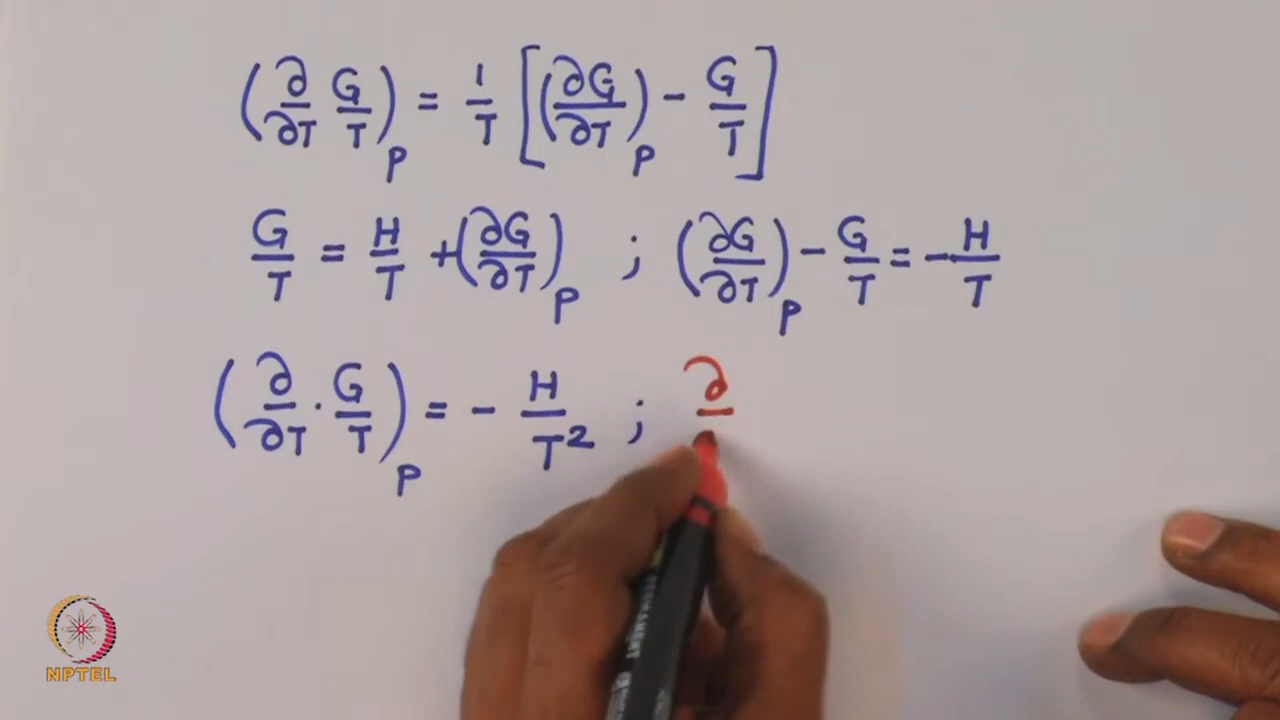 (∂/∂T G/T)_P = 1/T [(∂G/∂T)_P - G/T]
G/T = H/T + (∂G/∂T)_P ; (∂G/∂T)_P - G/T = -H/T
(∂/∂T · G/T)_P = - H/T² ; ∂
NPTEL